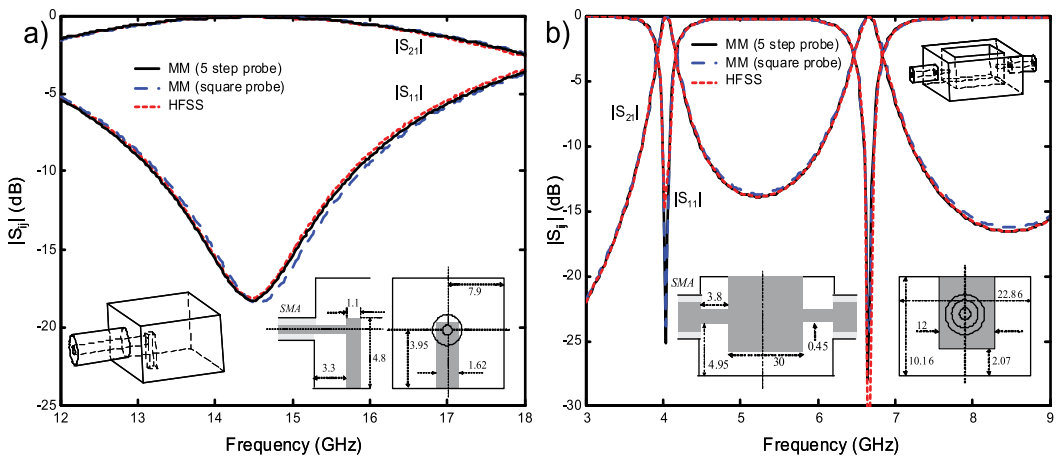 a)
|S21|
MM (5 step probe)
MM (square probe)
HFSS
|S11|
|Sij| (dB)
0
-5
-10
-15
-20
-25
SMA
1.1
3.3
4.8
7.9
3.95
1.62
12 13 14 15 16 17 18
Frequency (GHz)
b)
MM (5 step probe)
MM (square probe)
HFSS
|S21|
|S11|
|Sij| (dB)
0
-5
-10
-15
-20
-25
-30
SMA
3.8
4.95
30
0.45
22.86
12
10.16
2.07
3 4 5 6 7 8 9
Frequency (GHz)